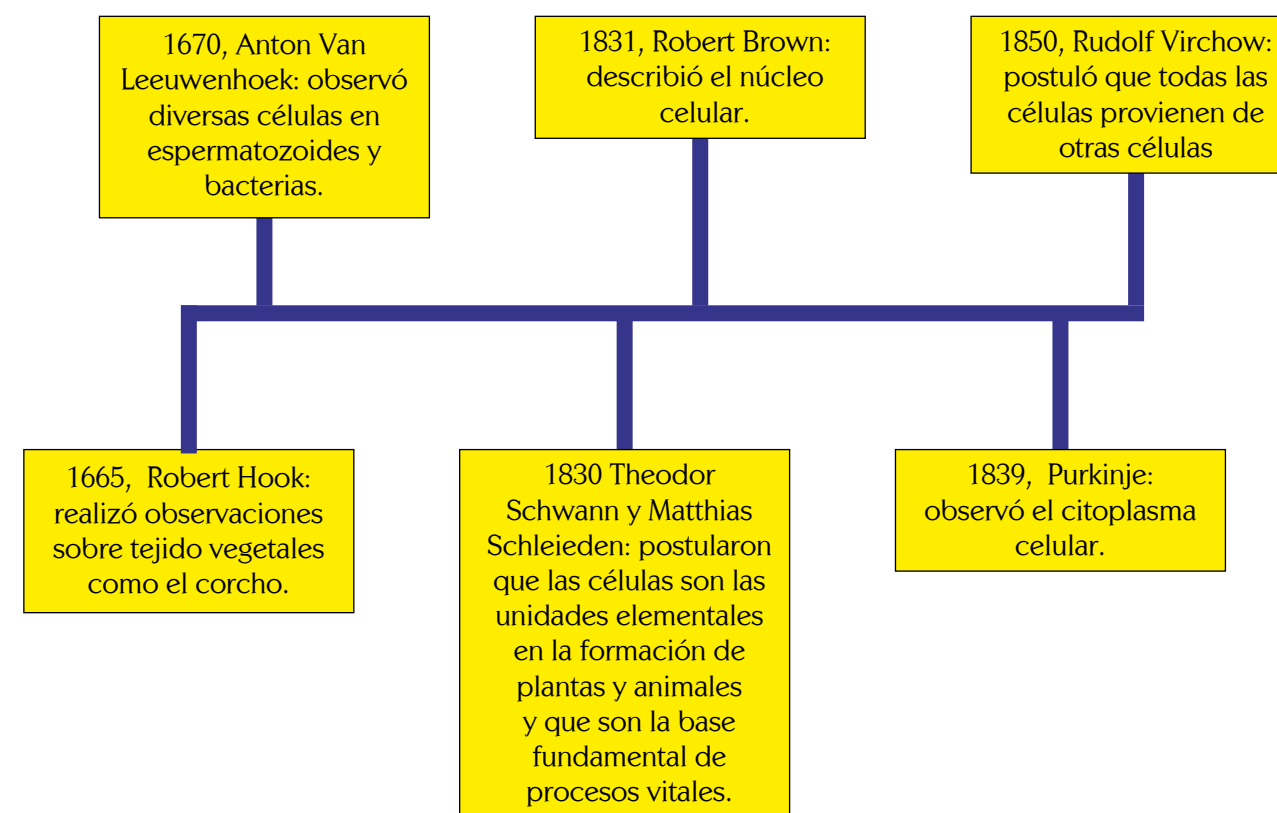 1670, Anton Van
Leeuwenhoek: observó
diversas células en
espermatozoides y
bacterias.
1831, Robert Brown:
describió el núcleo
celular.
1850, Rudolf Virchow:
postuló que todas las
células provienen de
otras células
1665, Robert Hook:
realizó observaciones
sobre tejido vegetales
como el corcho.
1830 Theodor
Schwann y Matthias
Schleieden: postularon
que las células son las
unidades elementales
en la formación de
plantas y animales
y que son la base
fundamental de
procesos vitales.
1839, Purkinje:
observó el citoplasma
celular.